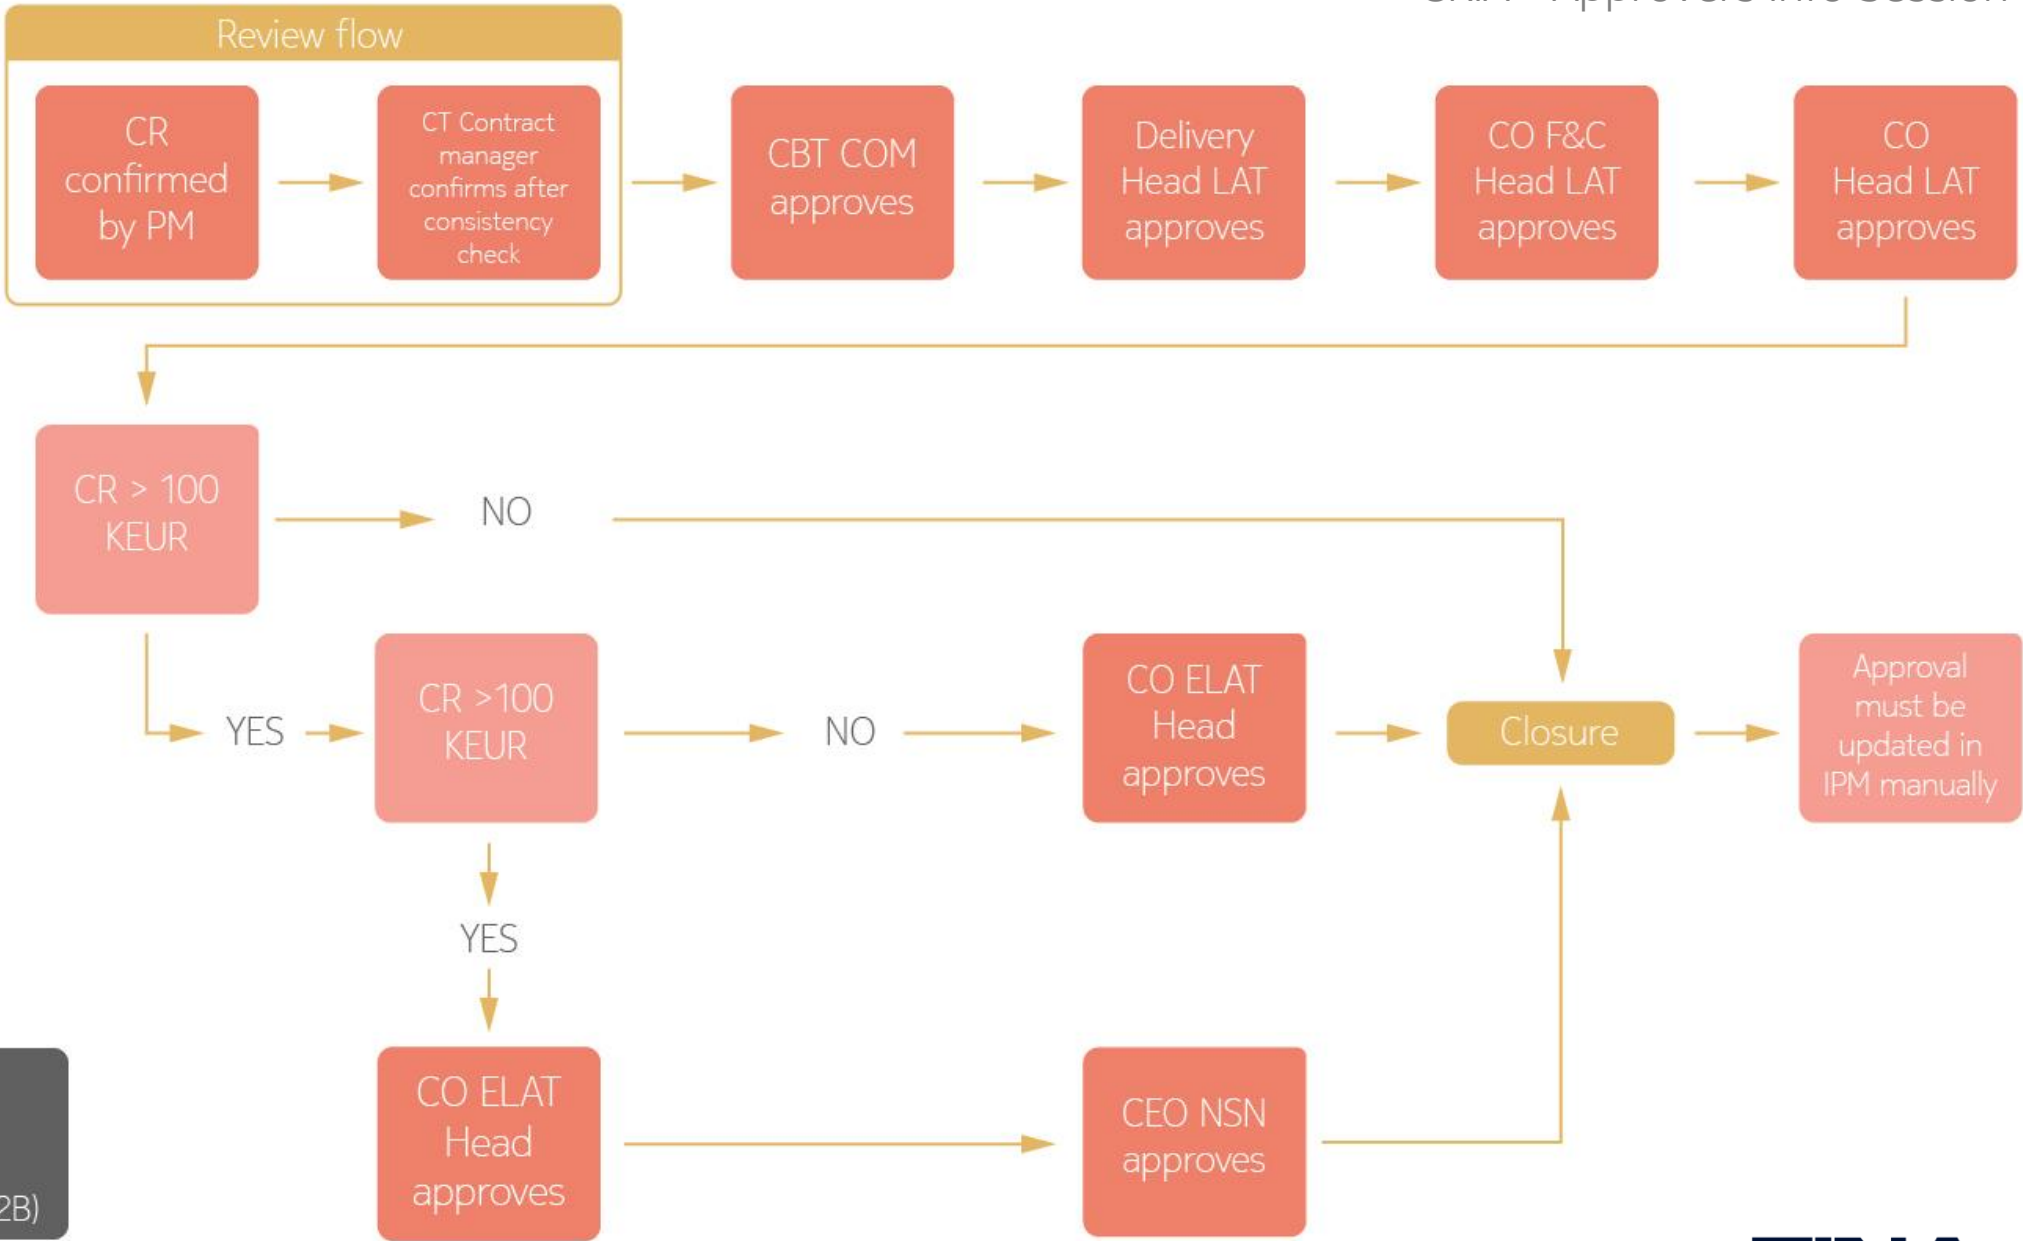 Review flow
CR
confirmed
by PM
CT Contract
manager
confirms after
consistency
check
CBT COM
approves
Delivery
Head LAT
approves
CO F&C
Head LAT
approves
CO
Head LAT
approves
CR > 100
KEUR
NO
YES
CR >100
KEUR
NO
CO ELAT
Head
approves
Closure
Approval
must be
updated in
IPM manually
YES
CO ELAT
Head
approves
CEO NSN
approves
2B)